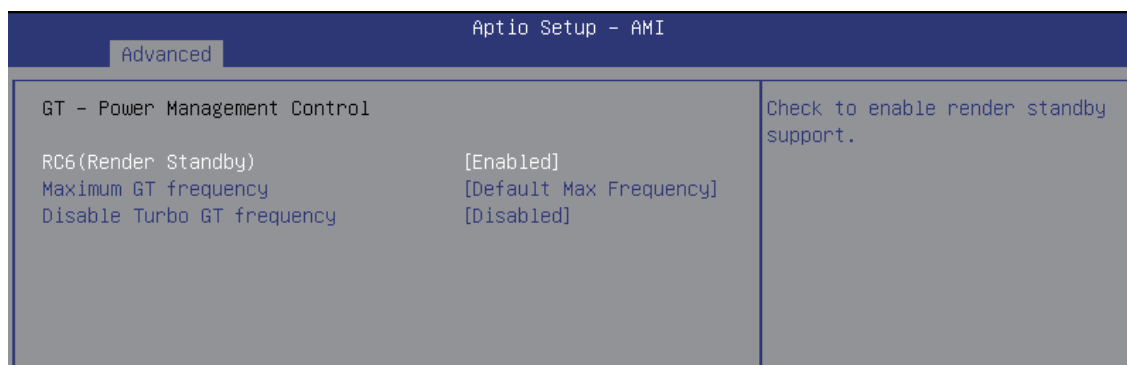 Aptio Setup – AMI
Advanced
GT – Power Management Control
RC6(Render Standby) [Enabled]
Maximum GT frequency [Default Max Frequency]
Disable Turbo GT frequency [Disabled]
Check to enable render standby
support.